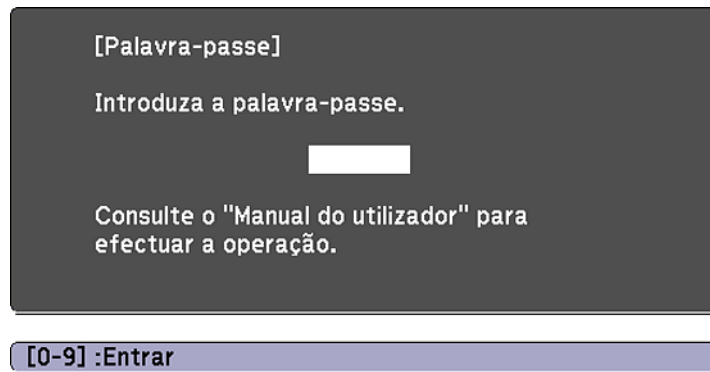 [Palavra-passe]
Introduza a palavra-passe.
Consulte o "Manual do utilizador" para
efectuar a operação.
[0-9] :Entrar